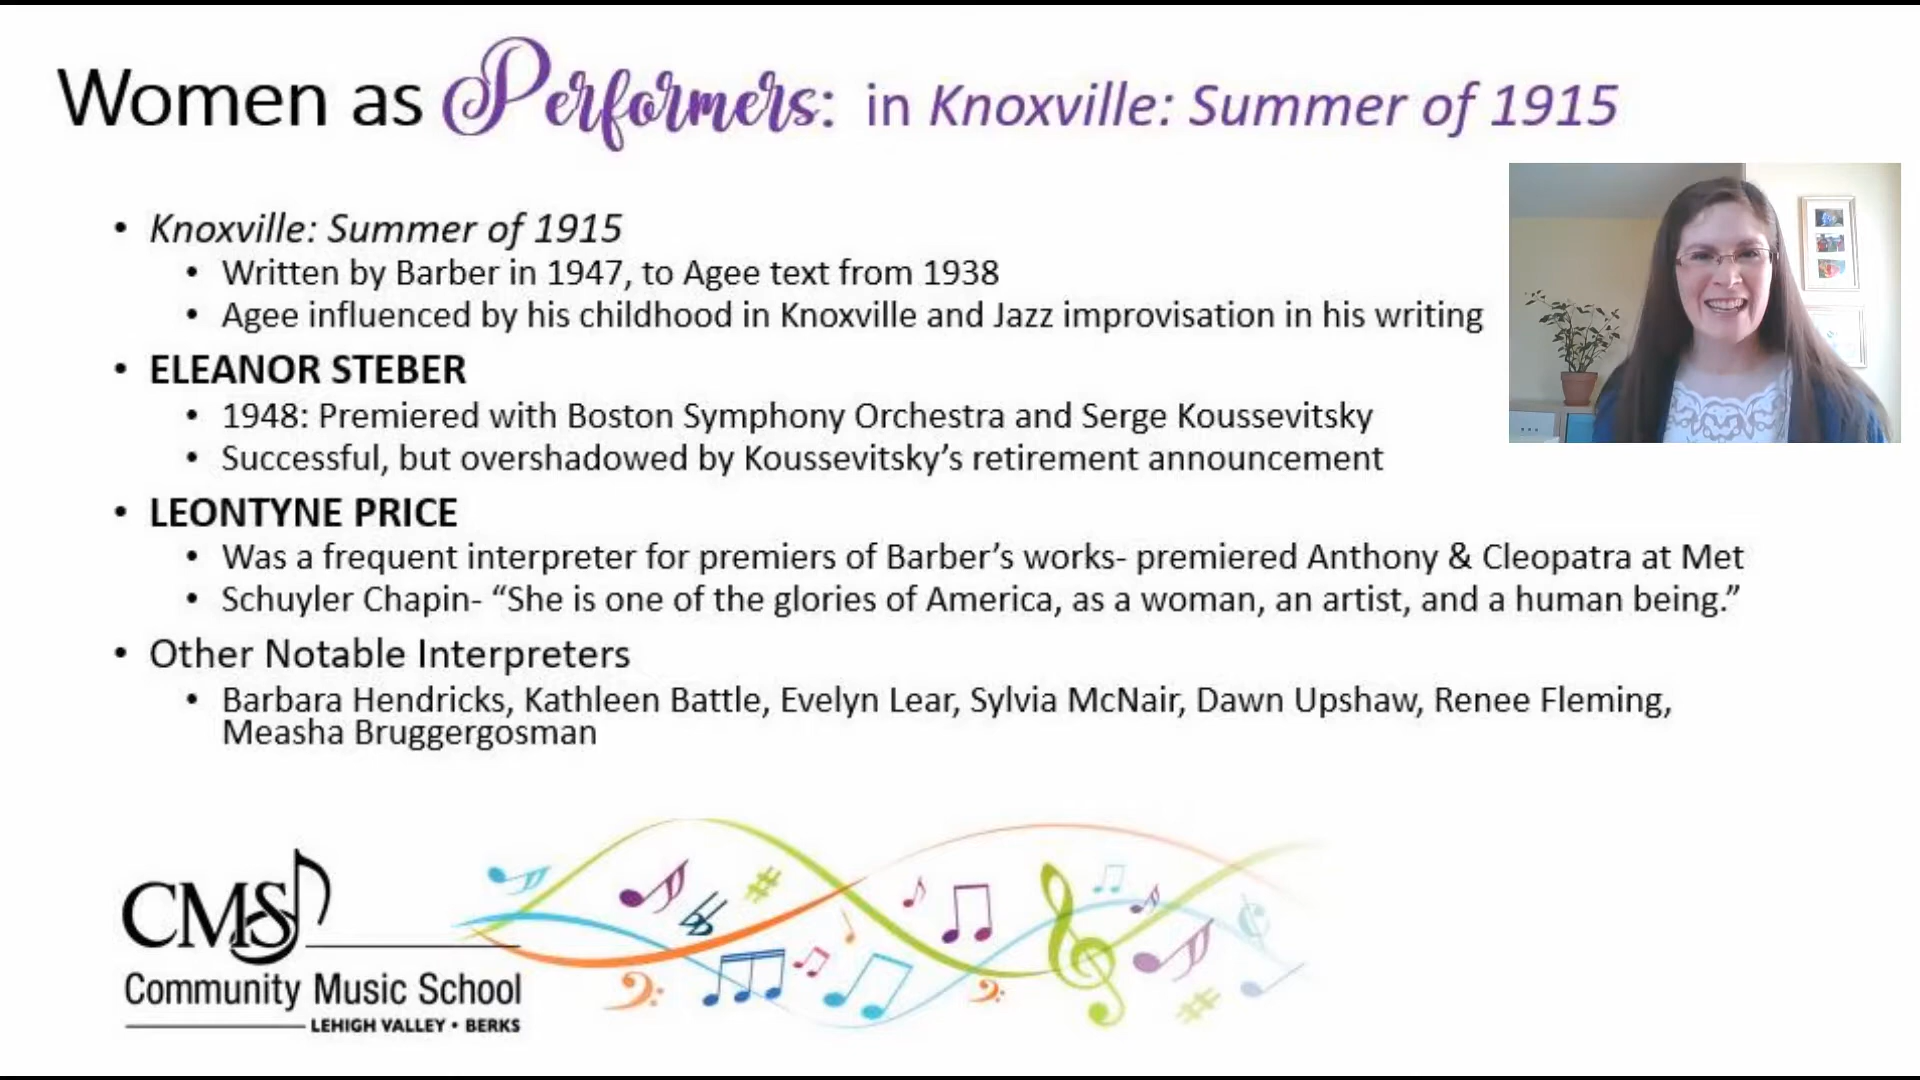 Women as Performers: in Knoxville: Summer of 1915
• Knoxville: Summer of 1915
• Written by Barber in 1947, to Agee text from 1938
• Agee influenced by his childhood in Knoxville and Jazz improvisation in his writing
• ELEANOR STEBER
• 1948: Premiered with Boston Symphony Orchestra and Serge Koussevitsky
• Successful, but overshadowed by Koussevitsky’s retirement announcement
• LEONTYNE PRICE
• Was a frequent interpreter for premiers of Barber’s works- premiered Anthony & Cleopatra at Met
• Schuyler Chapin- “She is one of the glories of America, as a woman, an artist, and a human being.”
• Other Notable Interpreters
• Barbara Hendricks, Kathleen Battle, Evelyn Lear, Sylvia McNair, Dawn Upshaw, Renee Fleming,
Measha Bruggergosman
CMS
Community Music School
LEHIGH VALLEY • BERKS